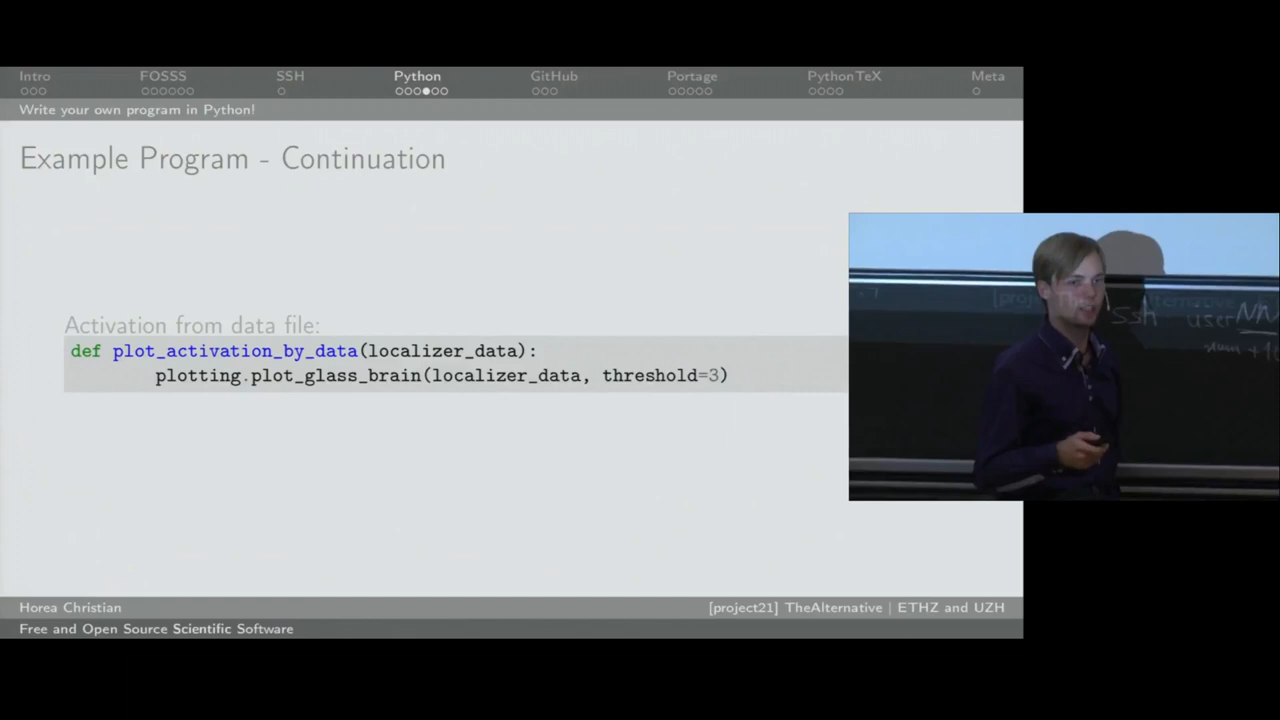 Intro FOSSS SSH Python GitHub Portage PythonTeX Meta
Write your own program in Python!
Example Program - Continuation
Activation from data file:
def plot_activation_by_data(localizer_data):
plotting.plot_glass_brain(localizer_data, threshold=3)
ssh user
Horea Christian [project21] TheAlternative | ETHZ and UZH
Free and Open Source Scientific Software